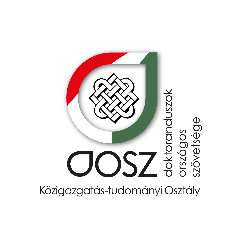 DOSZ
doktoranduszok
országos
szövetsége
Közigazgatás-tudományi Osztály